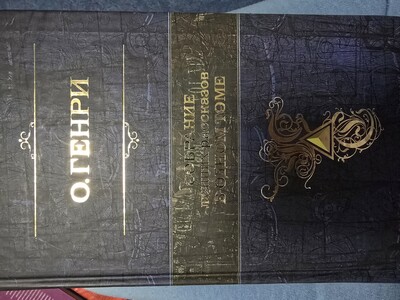 О.ГЕНРИ
СОБРАНИЕ
ЛУЧШИХ РАССКАЗОВ
В ОДНОМ ТОМЕ